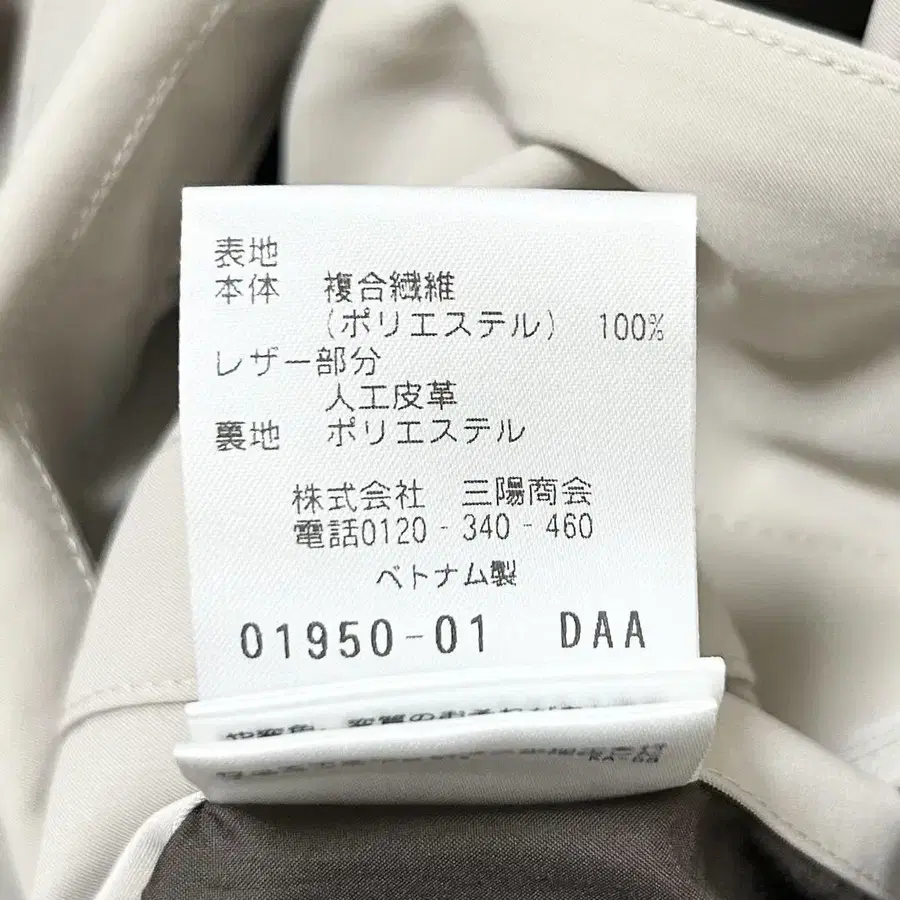 表地
本体 複合繊維
(ポリエステル) 100%
レザー部分
人工皮革
裏地 ポリエステル
株式会社 三陽商会
電話0120-340-460
ベトナム製
01950-01 DAA